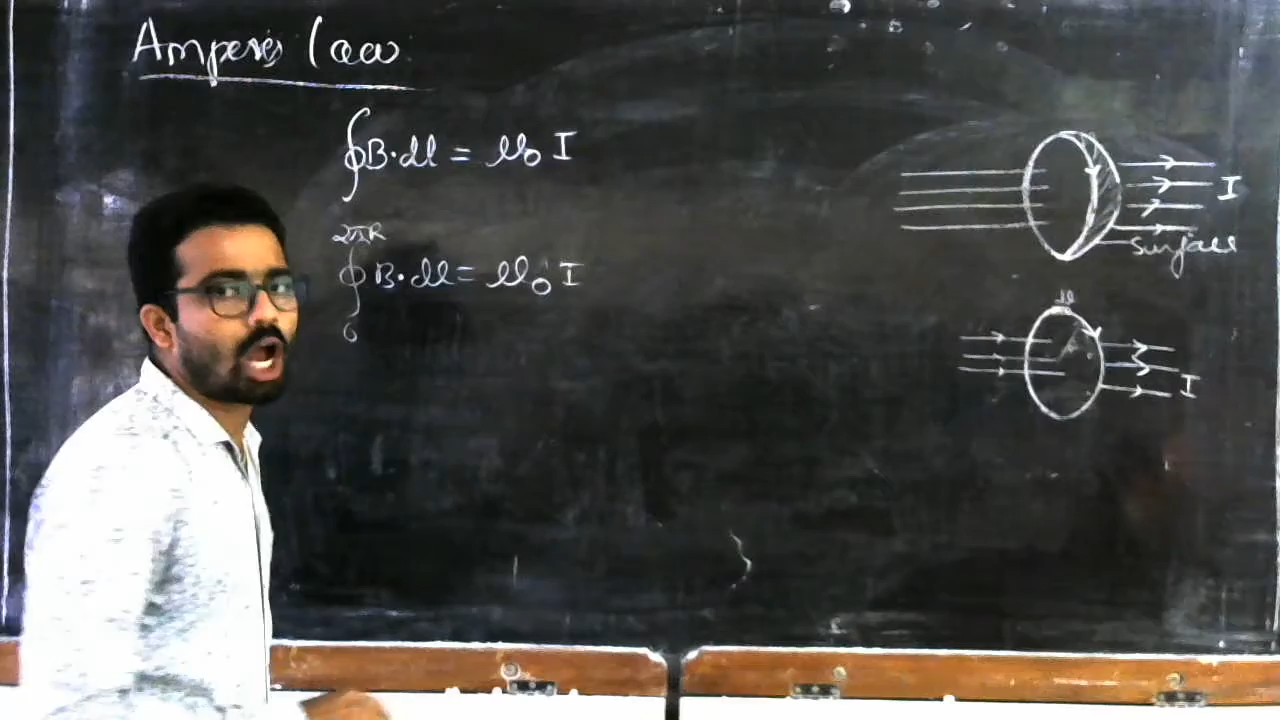 Amperes law
∮B·dl = μ₀ I
2πR
∮ B·dl = μ₀ I
0
I
surface
dl
R
I